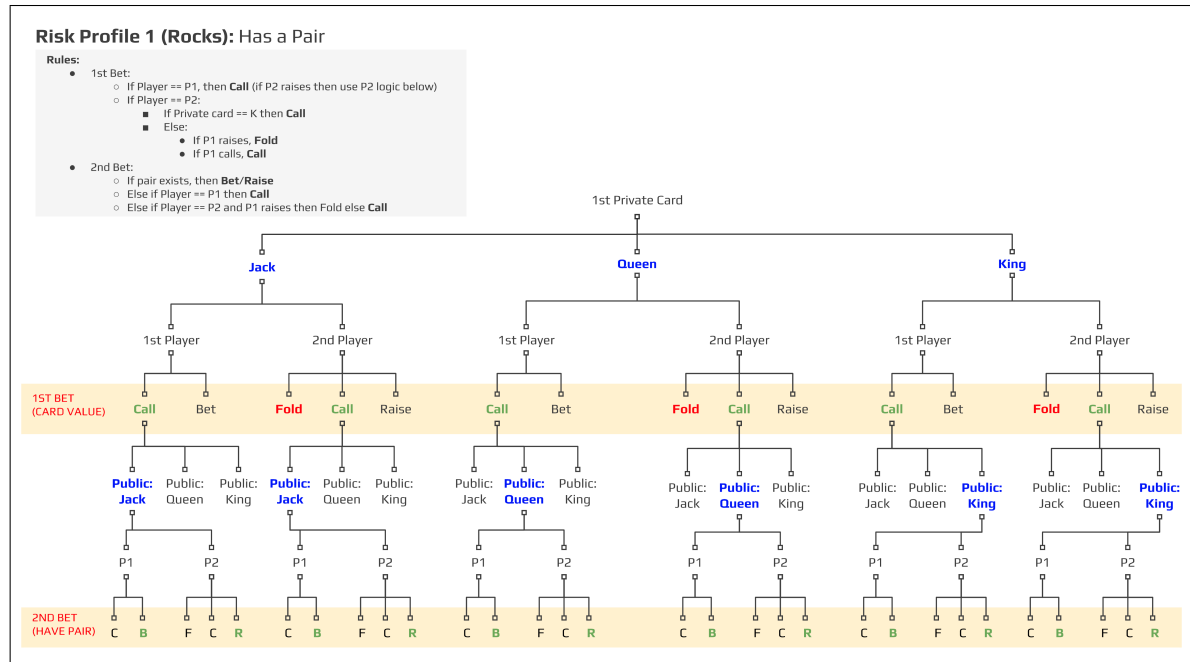 Risk Profile 1 (Rocks): Has a Pair
Rules:
● 1st Bet:
○ If Player == P1, then Call (if P2 raises then use P2 logic below)
○ If Player == P2:
■ If Private card == K then Call
■ Else:
● If P1 raises, Fold
● If P1 calls, Call
● 2nd Bet:
○ If pair exists, then Bet/Raise
○ Else if Player == P1 then Call
○ Else if Player == P2 and P1 raises then Fold else Call
1st Private Card
Jack Queen King
1st Player 2nd Player 1st Player 2nd Player 1st Player 2nd Player
1ST BET
(CARD VALUE)
Call Bet Fold Call Raise Call Bet Fold Call Raise Call Bet Fold Call Raise
Public: Public: Public: Public: Public: Public: Public: Public: Public: Public: Public: Public: Public: Public: Public: Public: Public: Public:
Jack Queen King Jack Queen King Jack Queen King Jack Queen King Jack Queen King Jack Queen King
P1 P2 P1 P2 P1 P2 P1 P2 P1 P2 P1 P2
2ND BET
(HAVE PAIR)
C B F C R C B F C R C B F C R C B F C R C B F C R C B F C R